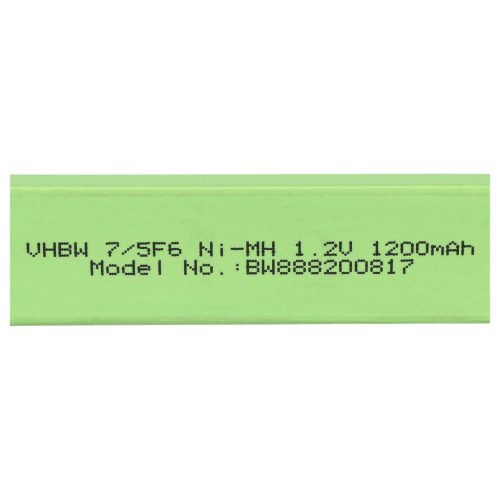 VHBW 7/5F6 Ni-MH 1.2V 1200mAh
Model No.:BW888200817